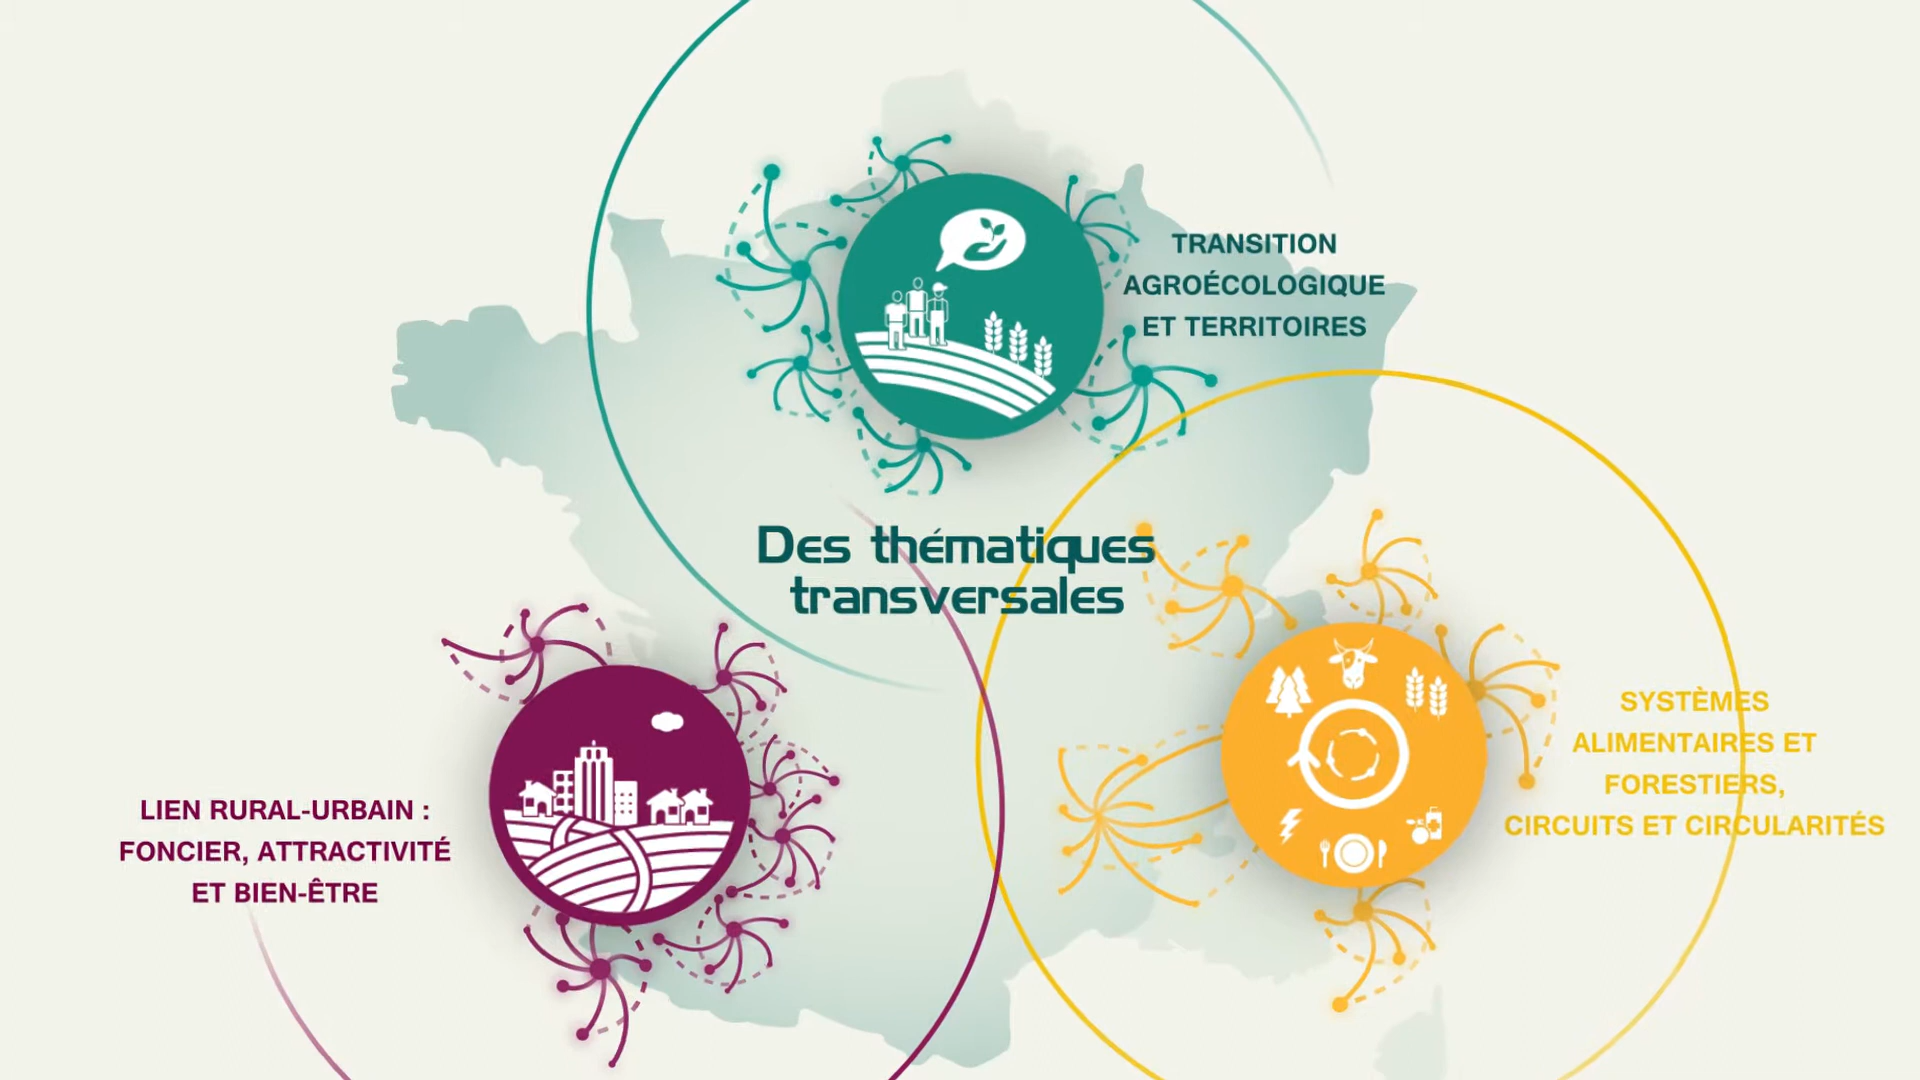 TRANSITION
AGROÉCOLOGIQUE
ET TERRITOIRES
Des thématiques
transversales
LIEN RURAL-URBAIN :
FONCIER, ATTRACTIVITÉ
ET BIEN-ÊTRE
SYSTÈMES
ALIMENTAIRES ET
FORESTIERS,
CIRCUITS ET CIRCULARITÉS